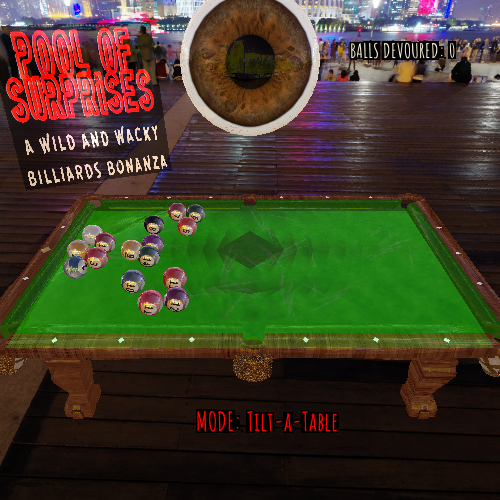 POOL OF
SURPRISES
A WILD AND WACKY
BILLIARDS BONANZA
BALLS DEVOURED: 0
MODE: TILT-A-TABLE